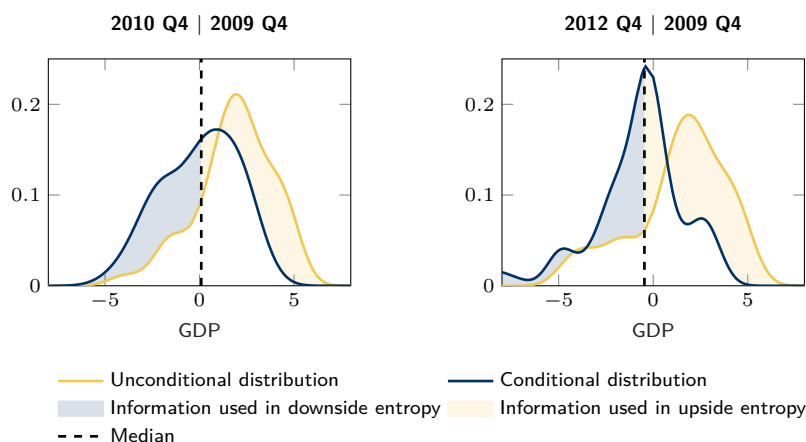 2010 Q4 | 2009 Q4
0.2
0.1
0
−5
0
5
GDP
2012 Q4 | 2009 Q4
0.2
0.1
0
−5
0
5
GDP
Unconditional distribution
Conditional distribution
Information used in downside entropy
Information used in upside entropy
Median